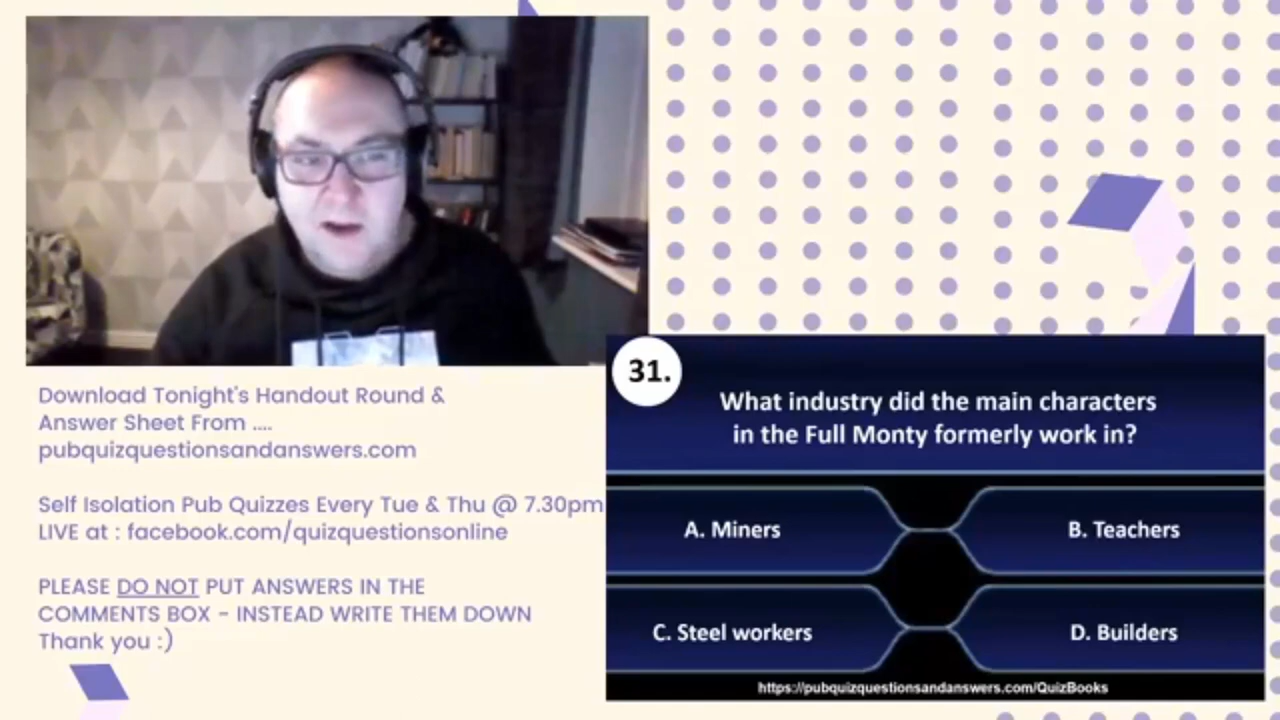 Download Tonight's Handout Round &
Answer Sheet From ....
pubquizquestionsandanswers.com
Self Isolation Pub Quizzes Every Tue & Thu @ 7.30pm
LIVE at : facebook.com/quizquestionsonline
PLEASE DO NOT PUT ANSWERS IN THE
COMMENTS BOX - INSTEAD WRITE THEM DOWN
Thank you :)
31.
What industry did the main characters
in the Full Monty formerly work in?
A. Miners
B. Teachers
C. Steel workers
D. Builders
https://pubquizquestionsandanswers.com/QuizBooks